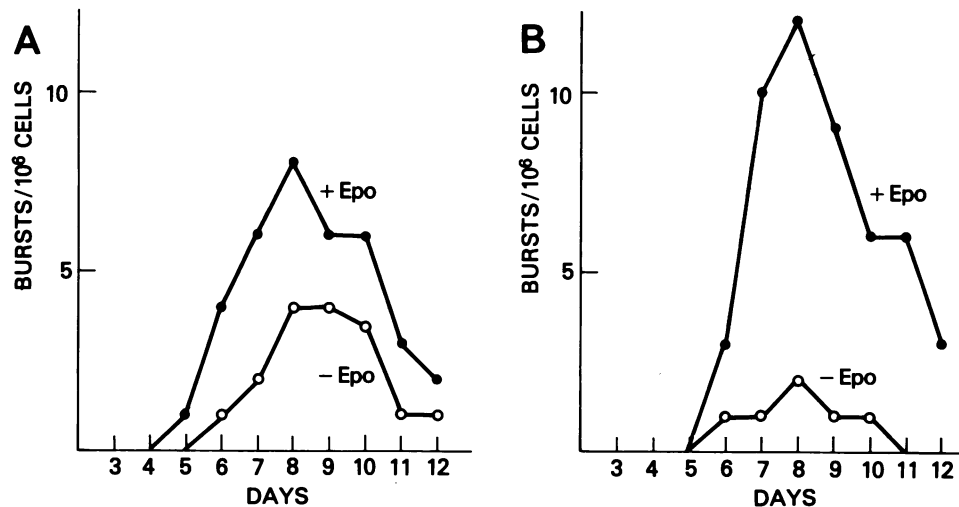 A
BURSTS/10⁶ CELLS
10
5
+ Epo
− Epo
3 4 5 6 7 8 9 10 11 12
DAYS
B
BURSTS/10⁶ CELLS
10
5
+ Epo
− Epo
3 4 5 6 7 8 9 10 11 12
DAYS